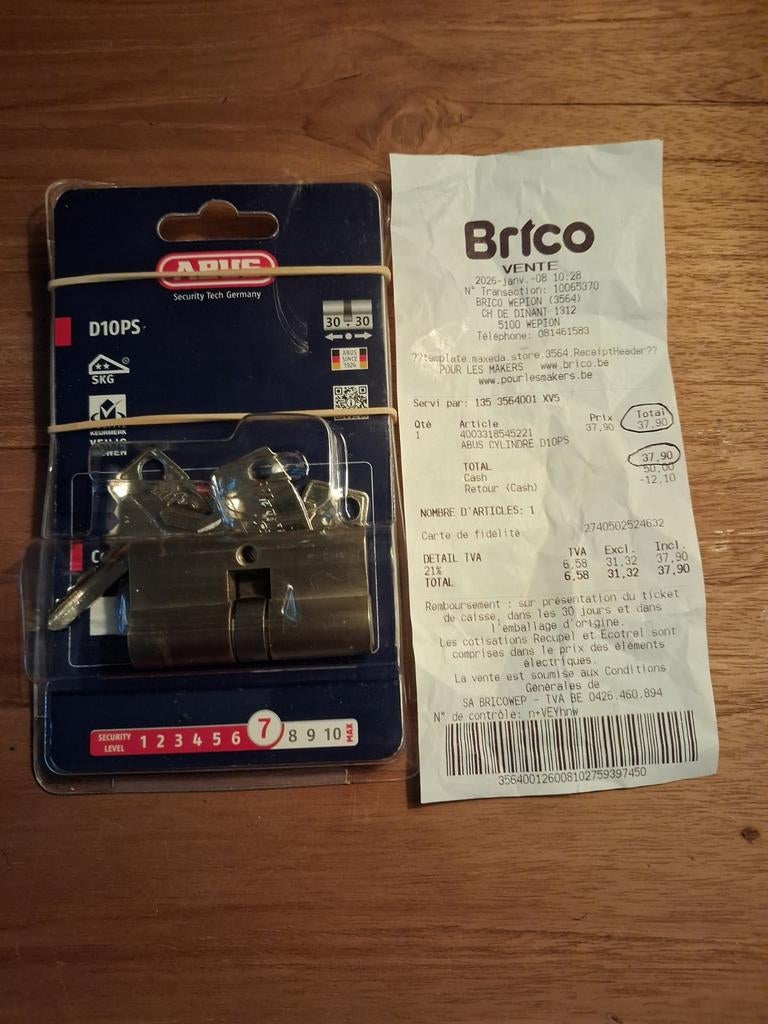 ABUS
Security Tech Germany
D10PS
30 30
ABUS
SINCE
1924
SKG
KEURMERK
VEILIG
WONEN
SECURITY
LEVEL
1 2 3 4 5 6 7 8 9 10 MAX
Brico
VENTE
2026-janv.-08 10:28
N° Transaction: 10065370
BRICO WEPION (3564)
CH DE DINANT 1312
5100 WEPION
Téléphone: 081461583
??template.maxeda.store.3564.ReceiptHeader??
POUR LES MAKERS www.brico.be
www.pourlesmakers.be
Servi par: 135 3564001 XV5
Qté Article Prix Total
1 4003318545221 37,90 37,90
ABUS CYLINDRE D10PS
TOTAL 37,90
Cash 50,00
Retour (Cash) -12,10
NOMBRE D'ARTICLES: 1
Carte de fidélité 2740502524632
DETAIL TVA TVA Excl. Incl.
21% 6,58 31,32 37,90
TOTAL 6,58 31,32 37,90
Remboursement : sur présentation du ticket
de caisse, dans les 30 jours et dans
l'emballage d'origine.
Les cotisations Recupel et Ecotrel sont
comprises dans le prix des éléments
électriques.
La vente est soumise aux Conditions
Générales de
SA BRICOWEP - TVA BE 0426.460.894
N° de contrôle: n+VEYhnw
356400126008102759397450